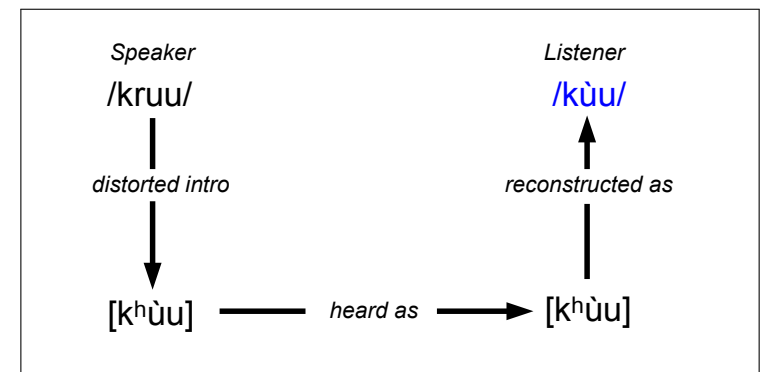 Speaker Listener
/kruu/ /kùu/
distorted intro reconstructed as
[kʰùu] heard as [kʰùu]